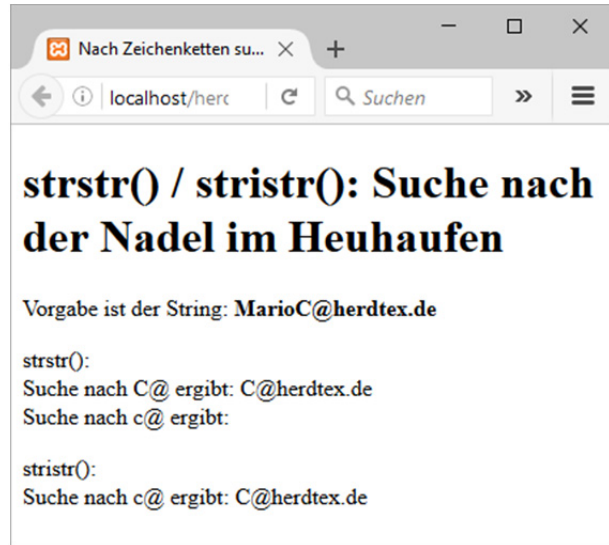 Nach Zeichenketten su...
localhost/herc
Suchen
strstr() / stristr(): Suche nach
der Nadel im Heuhaufen
Vorgabe ist der String: MarioC@herdtex.de
strstr():
Suche nach C@ ergibt: C@herdtex.de
Suche nach c@ ergibt:
stristr():
Suche nach c@ ergibt: C@herdtex.de